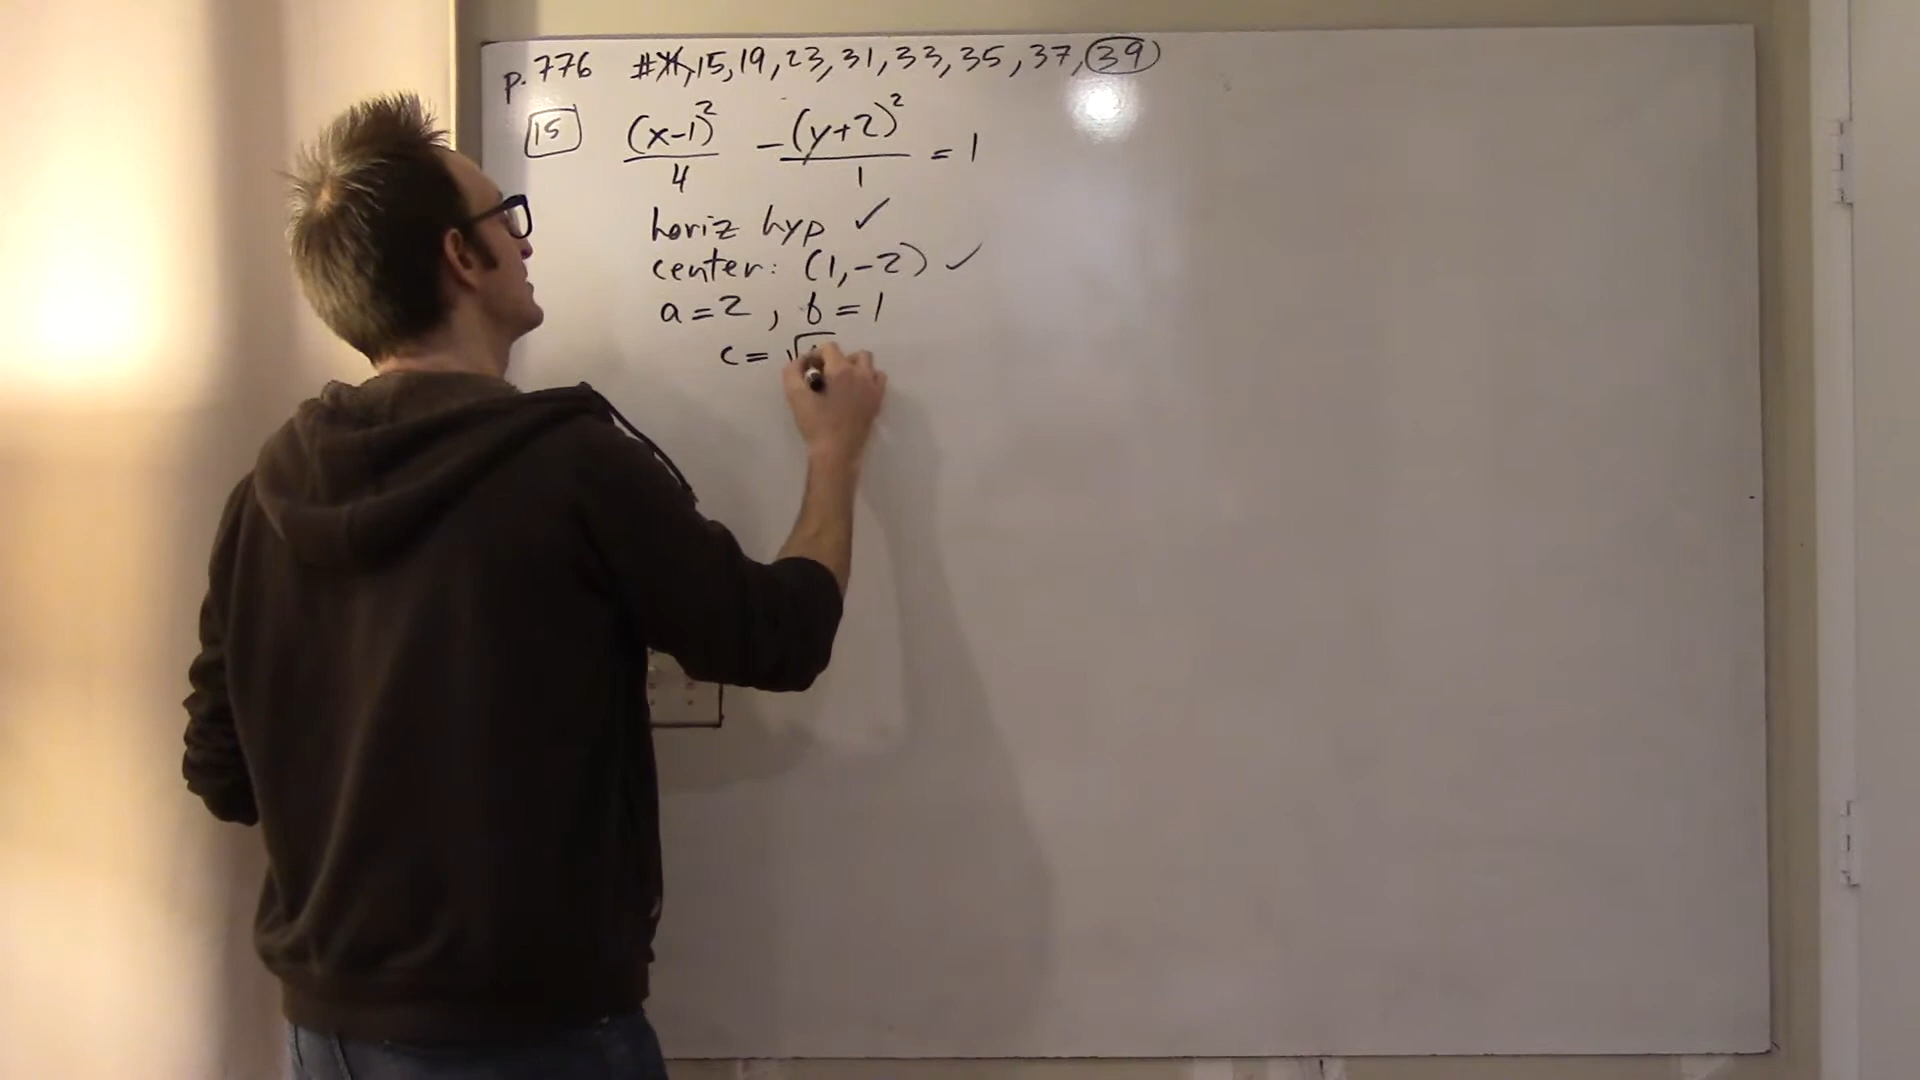 p. 776 # 15, 19, 23, 31, 33, 35, 37, 39
15 (x-1)²/4 - (y+2)²/1 = 1
horiz hyp ✓
center: (1,-2) ✓
a=2, b=1
c=√